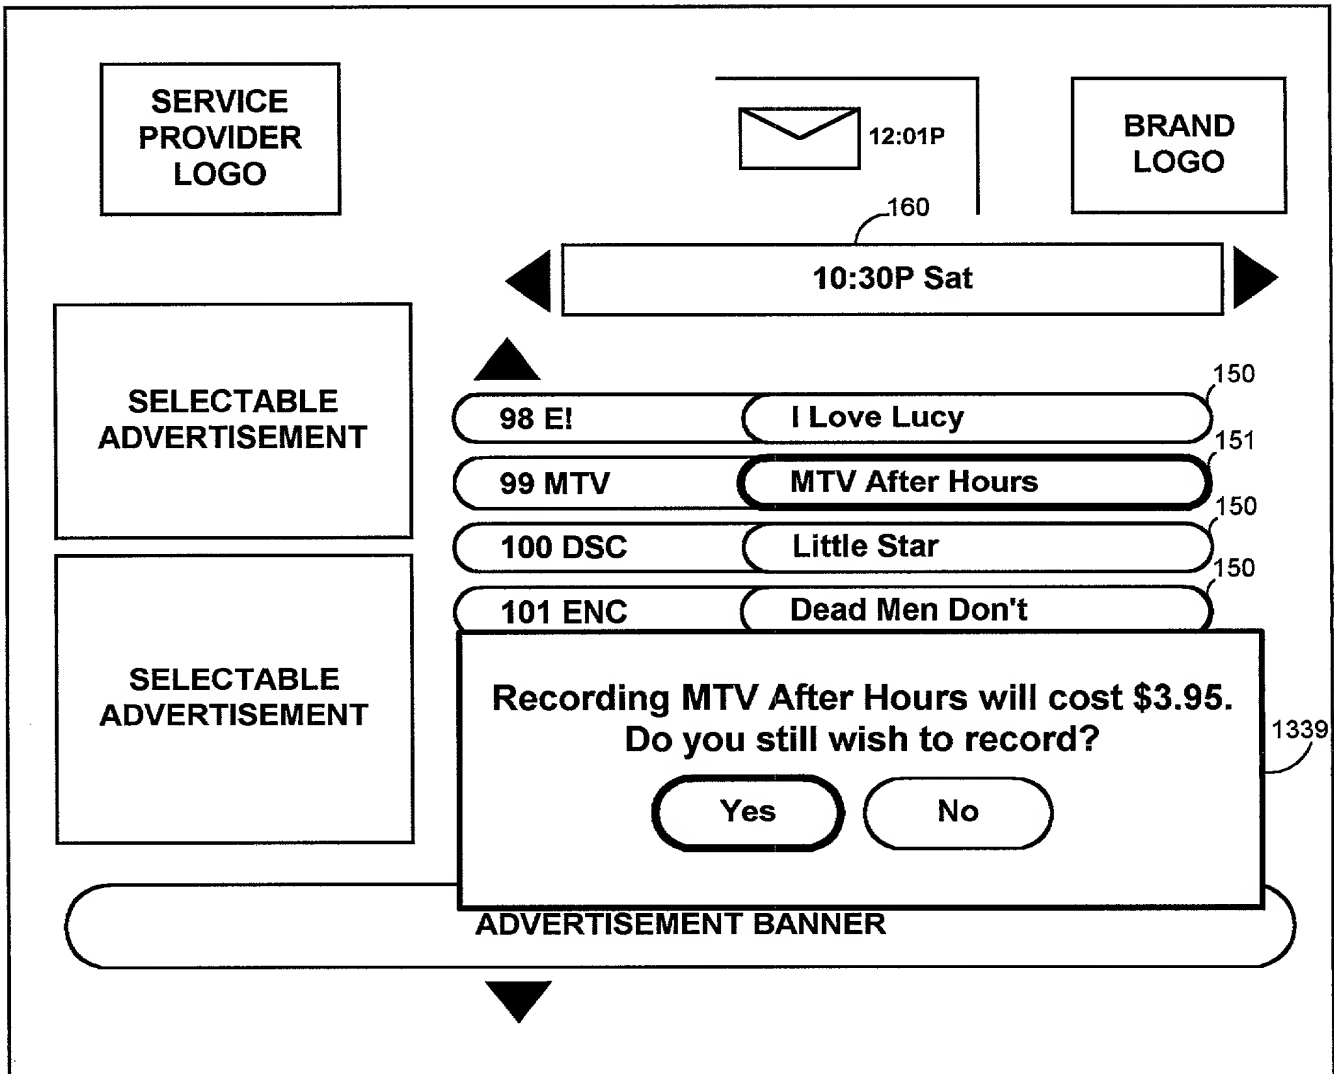 SERVICE
PROVIDER
LOGO
12:01P
BRAND
LOGO
160
10:30P Sat
SELECTABLE
ADVERTISEMENT
150
98 E! I Love Lucy
151
99 MTV MTV After Hours
150
100 DSC Little Star
150
101 ENC Dead Men Don't
SELECTABLE
ADVERTISEMENT
Recording MTV After Hours will cost $3.95.
Do you still wish to record?
1339
Yes No
ADVERTISEMENT BANNER